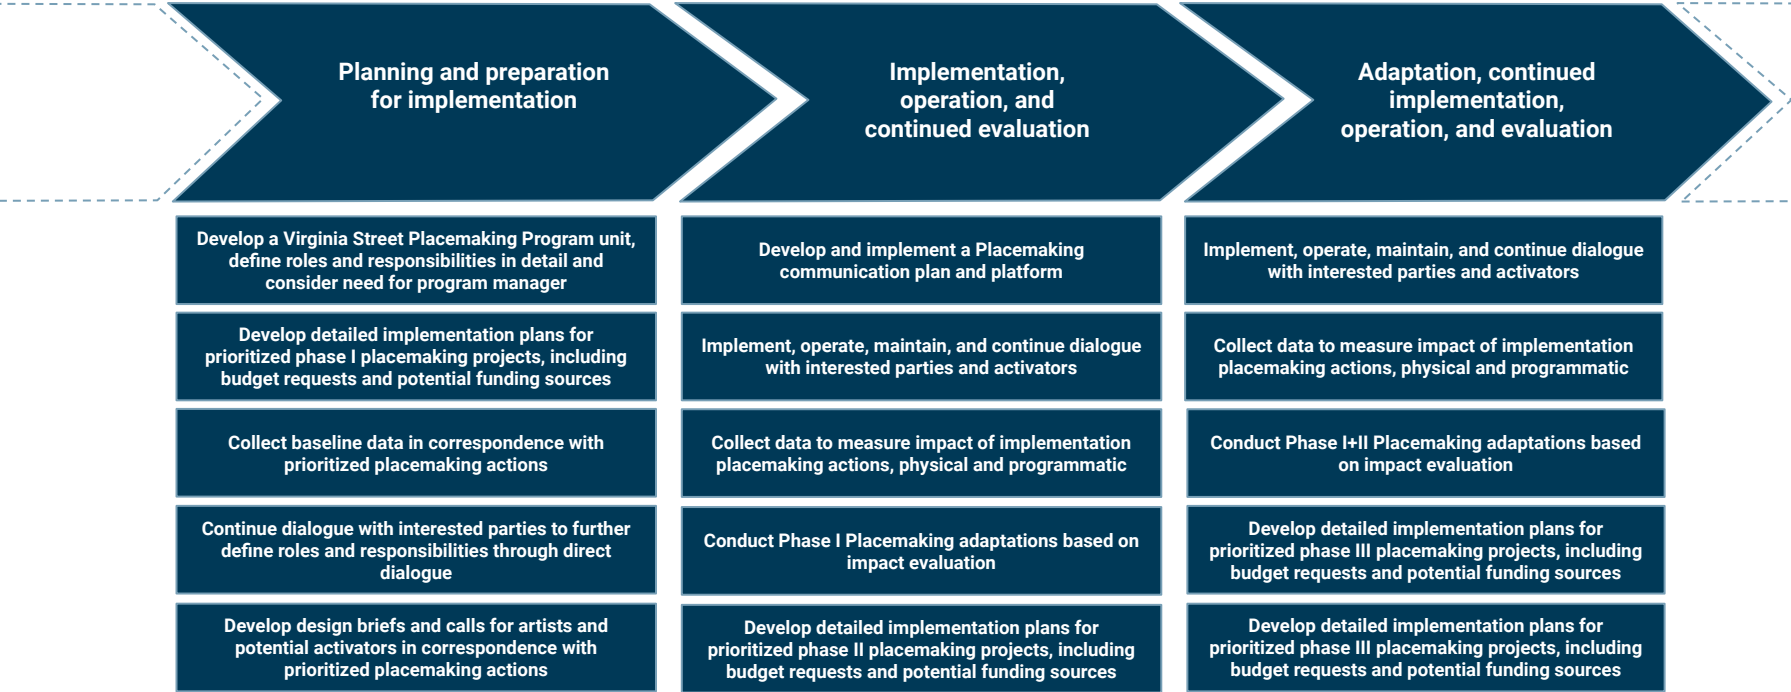 Planning and preparation
for implementation
Implementation,
operation, and
continued evaluation
Adaptation, continued
implementation,
operation, and evaluation
Develop a Virginia Street Placemaking Program unit,
define roles and responsibilities in detail and
consider need for program manager
Develop detailed implementation plans for
prioritized phase I placemaking projects, including
budget requests and potential funding sources
Collect baseline data in correspondence with
prioritized placemaking actions
Continue dialogue with interested parties to further
define roles and responsibilities through direct
dialogue
Develop design briefs and calls for artists and
potential activators in correspondence with
prioritized placemaking actions
Develop and implement a Placemaking
communication plan and platform
Implement, operate, maintain, and continue dialogue
with interested parties and activators
Collect data to measure impact of implementation
placemaking actions, physical and programmatic
Conduct Phase I Placemaking adaptations based on
impact evaluation
Develop detailed implementation plans for
prioritized phase II placemaking projects, including
budget requests and potential funding sources
Implement, operate, maintain, and continue dialogue
with interested parties and activators
Collect data to measure impact of implementation
placemaking actions, physical and programmatic
Conduct Phase I+II Placemaking adaptations based
on impact evaluation
Develop detailed implementation plans for
prioritized phase III placemaking projects, including
budget requests and potential funding sources
Develop detailed implementation plans for
prioritized phase III placemaking projects, including
budget requests and potential funding sources